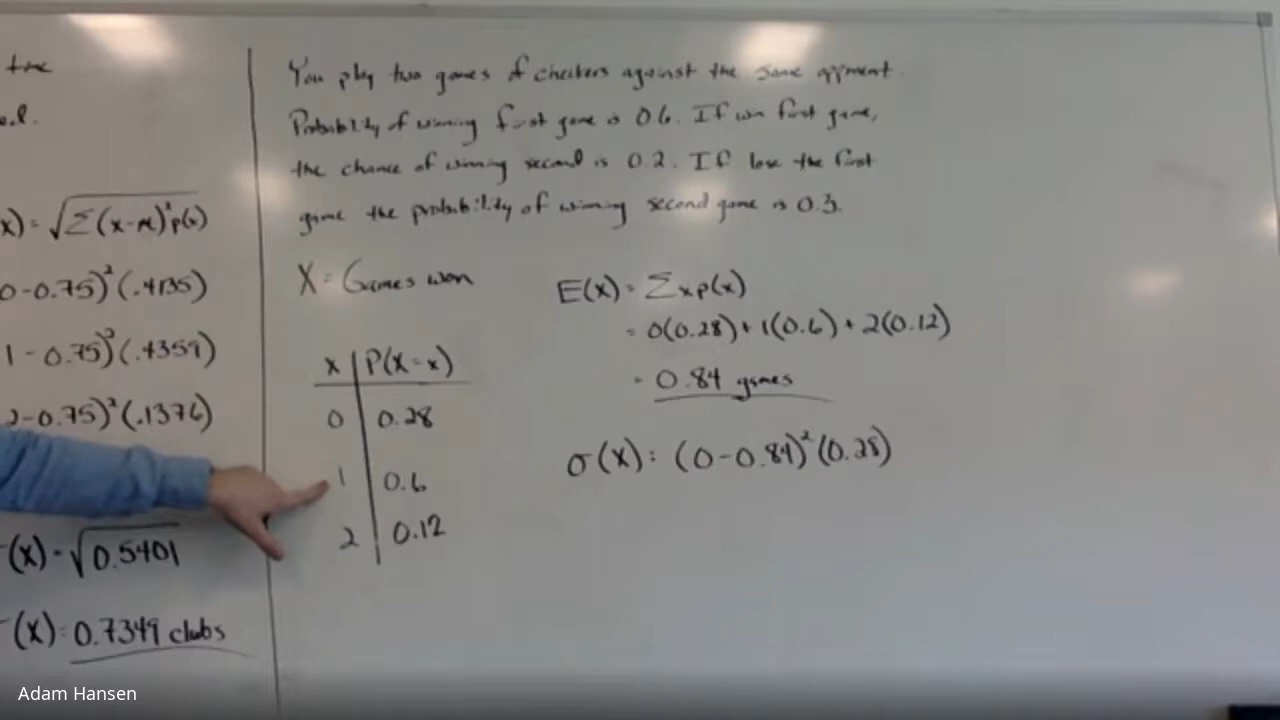 time
ed.
x) = √Σ(x-μ)²p(x)
0-0.75)²(.4135)
1-0.75)²(.4359)
2-0.75)²(.1376)
(x) = √0.5401
(x) = 0.7349 clubs
You play two games of checkers against the same opponent.
Probability of winning first game is 0.6. If win first game,
the chance of winning second is 0.2. If lose the first
game the probability of winning second game is 0.3.
X = Games won
x P(X=x)
0 0.28
1 0.6
2 0.12
E(x) = Σxp(x)
= 0(0.28)+1(0.6)+2(0.12)
= 0.84 games
σ(x) = (0-0.84)²(0.28)
Adam Hansen